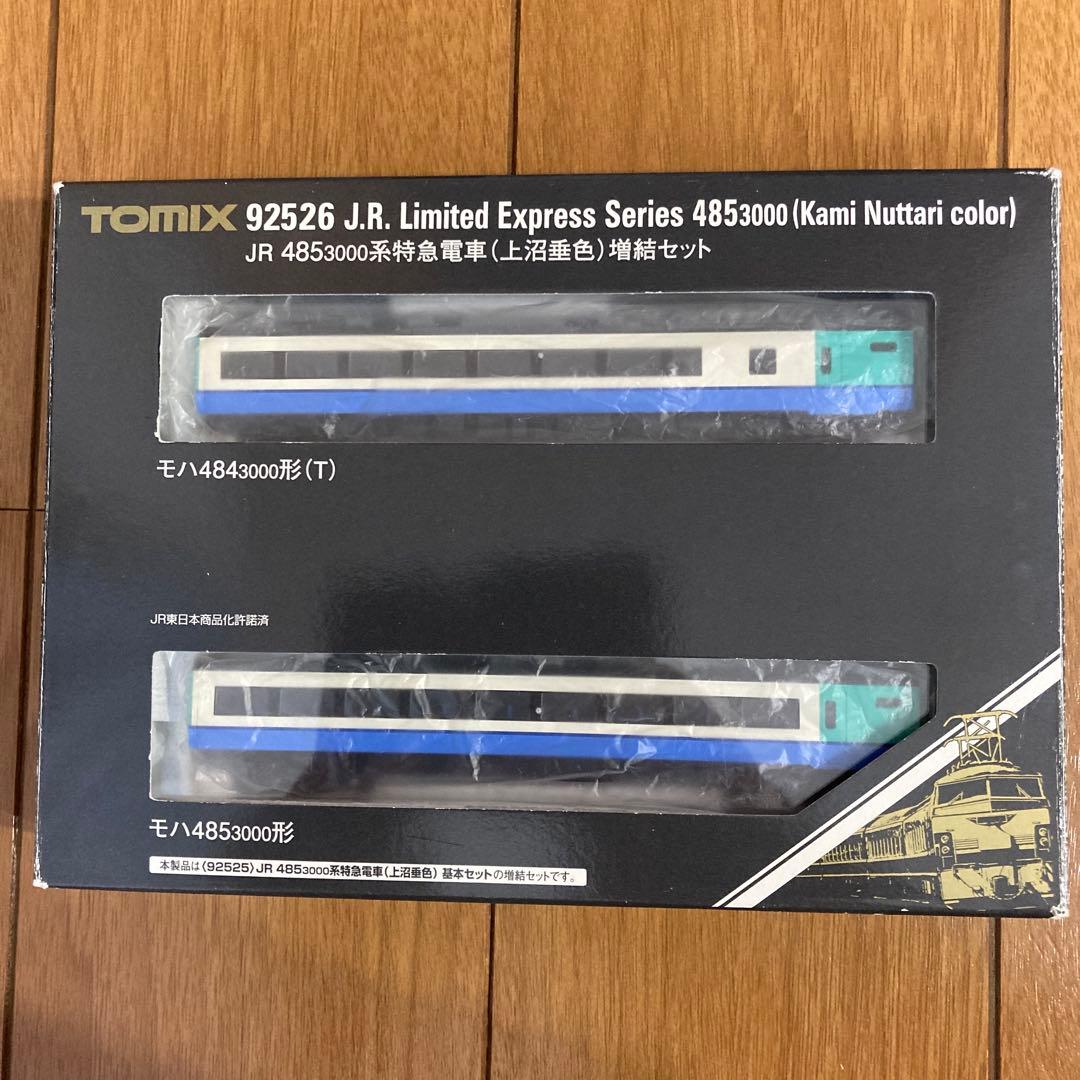 TOMIX 92526 J.R. Limited Express Series 4853000 (Kami Nuttari color)
JR 4853000系特急電車（上沼垂色）増結セット
モハ4843000形（T）
JR東日本商品化許諾済
モハ4853000形
本製品は〈92525〉JR 4853000系特急電車（上沼垂色） 基本セットの増結セットです。